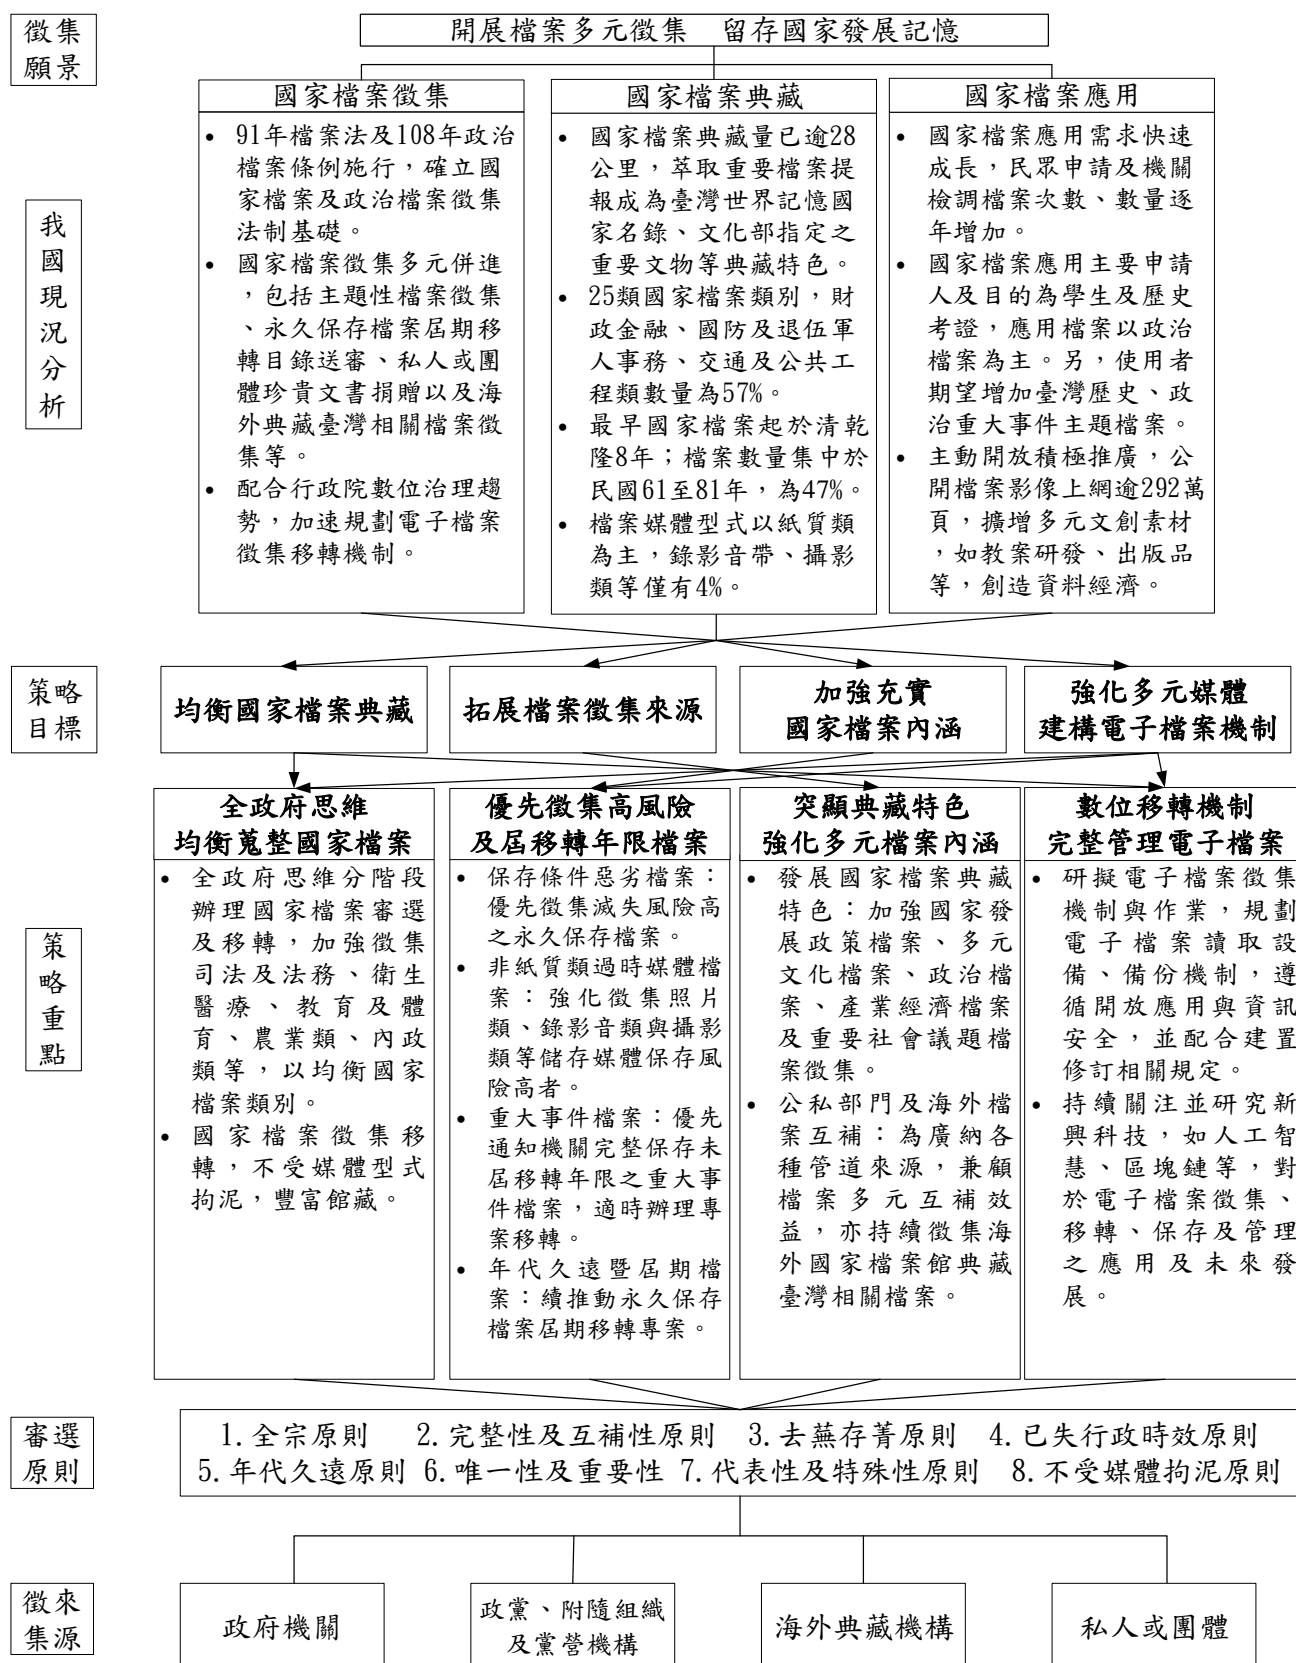 徵集
願景
開展檔案多元徵集　留存國家發展記憶
我
國
現
況
分
析
國家檔案徵集
• 91年檔案法及108年政治
檔案條例施行，確立國
家檔案及政治檔案徵集
法制基礎。
• 國家檔案徵集多元併進
，包括主題性檔案徵集
、永久保存檔案屆期移
轉目錄送審、私人或團
體珍貴文書捐贈以及海
外典藏臺灣相關檔案徵
集等。
• 配合行政院數位治理趨
勢，加速規劃電子檔案
徵集移轉機制。
國家檔案典藏
• 國家檔案典藏量已逾28
公里，萃取重要檔案提
報成為臺灣世界記憶國
家名錄、文化部指定之
重要文物等典藏特色。
• 25類國家檔案類別，財
政金融、國防及退伍軍
人事務、交通及公共工
程類數量為57%。
• 最早國家檔案起於清乾
隆8年；檔案數量集中於
民國61至81年，為47%。
• 檔案媒體型式以紙質類
為主，錄影音帶、攝影
類等僅有4%。
國家檔案應用
• 國家檔案應用需求快速
成長，民眾申請及機關
檢調檔案次數、數量逐
年增加。
• 國家檔案應用主要申請
人及目的為學生及歷史
考證，應用檔案以政治
檔案為主。另，使用者
期望增加臺灣歷史、政
治重大事件主題檔案。
• 主動開放積極推廣，公
開檔案影像上網逾292萬
頁，擴增多元文創素材
，如教案研發、出版品
等，創造資料經濟。
策略
目標
均衡國家檔案典藏
拓展檔案徵集來源
加強充實
國家檔案內涵
強化多元媒體
建構電子檔案機制
策
略
重
點
全政府思維
均衡蒐整國家檔案
• 全政府思維分階段
辦理國家檔案審選
及移轉，加強徵集
司法及法務、衛生
醫療、教育及體
育、農業類、內政
類等，以均衡國家
檔案類別。
• 國家檔案徵集移
轉，不受媒體型式
拘泥，豐富館藏。
優先徵集高風險
及屆移轉年限檔案
• 保存條件惡劣檔案：
優先徵集滅失風險高
之永久保存檔案。
• 非紙質類過時媒體檔
案：強化徵集照片
類、錄影音類與攝影
類等儲存媒體保存風
險高者。
• 重大事件檔案：優先
通知機關完整保存未
屆移轉年限之重大事
件檔案，適時辦理專
案移轉。
• 年代久遠暨屆期檔
案：續推動永久保存
檔案屆期移轉專案。
突顯典藏特色
強化多元檔案內涵
• 發展國家檔案典藏
特色：加強國家發
展政策檔案、多元
文化檔案、政治檔
案、產業經濟檔案
及重要社會議題檔
案徵集。
• 公私部門及海外檔
案互補：為廣納各
種管道來源，兼顧
檔案多元互補效
益，亦持續徵集海
外國家檔案館典藏
臺灣相關檔案。
數位移轉機制
完整管理電子檔案
• 研擬電子檔案徵集
機制與作業，規劃
電子檔案讀取設
備、備份機制，遵
循開放應用與資訊
安全，並配合建置
修訂相關規定。
• 持續關注並研究新
興科技，如人工智
慧、區塊鏈等，對
於電子檔案徵集、
移轉、保存及管理
之應用及未來發
展。
審選
原則
1.全宗原則　2.完整性及互補性原則　3.去蕪存菁原則　4.已失行政時效原則
5.年代久遠原則 6.唯一性及重要性 7.代表性及特殊性原則　8.不受媒體拘泥原則
徵來
集源
政府機關
政黨、附隨組織
及黨營機構
海外典藏機構
私人或團體